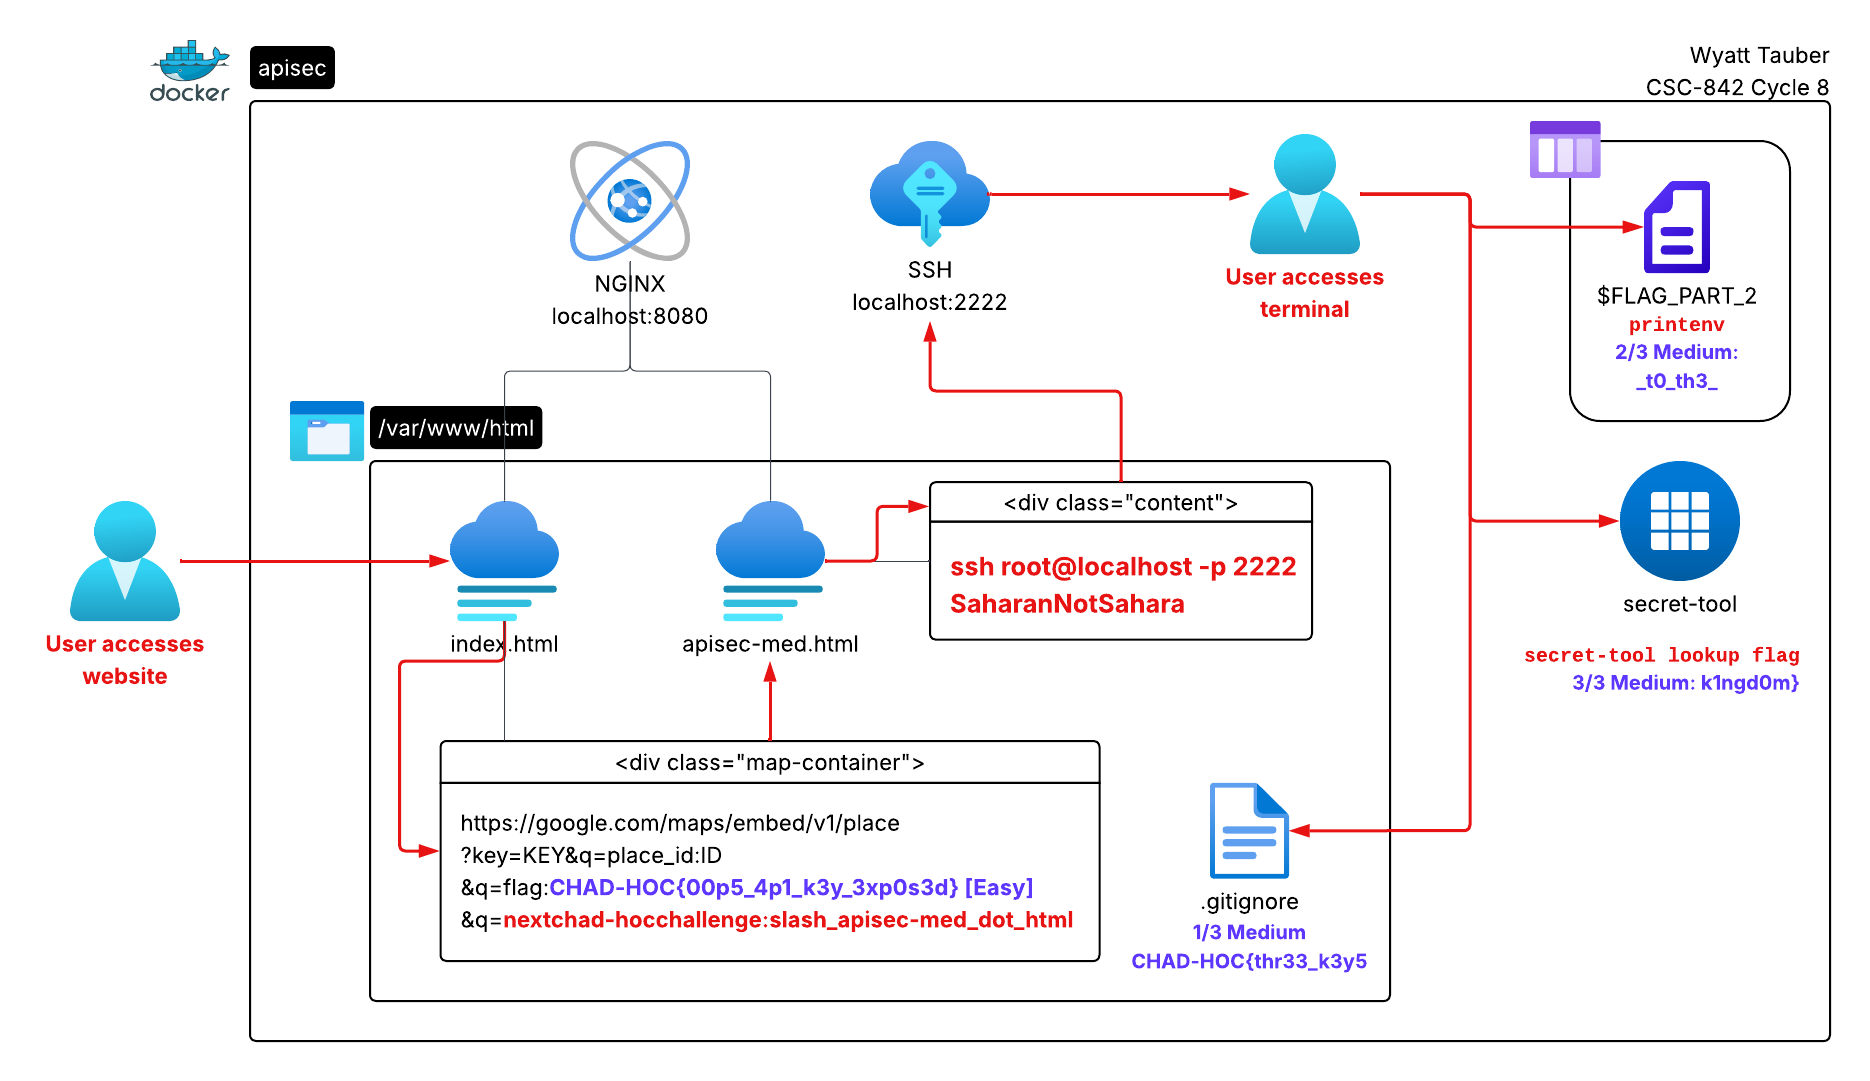 docker
apisec
Wyatt Tauber
CSC-842 Cycle 8
NGINX
localhost:8080
SSH
localhost:2222
User accesses
terminal
$FLAG_PART_2
printenv
2/3 Medium:
_t0_th3_
/var/www/html
User accesses
website
index.html
apisec-med.html
<div class="content">
ssh root@localhost -p 2222
SaharanNotSahara
secret-tool
secret-tool lookup flag
3/3 Medium: k1ngd0m}
<div class="map-container">
https://google.com/maps/embed/v1/place
?key=KEY&q=place_id:ID
&q=flag:CHAD-HOC{00p5_4p1_k3y_3xp0s3d} [Easy]
&q=nextchad-hocchallenge:slash_apisec-med_dot_html
.gitignore
1/3 Medium
CHAD-HOC{thr33_k3y5